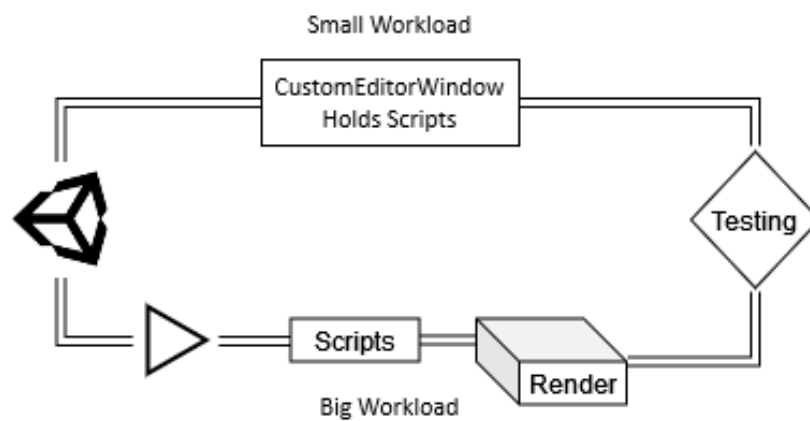 Small Workload
CustomEditorWindow
Holds Scripts
Testing
Scripts
Render
Big Workload